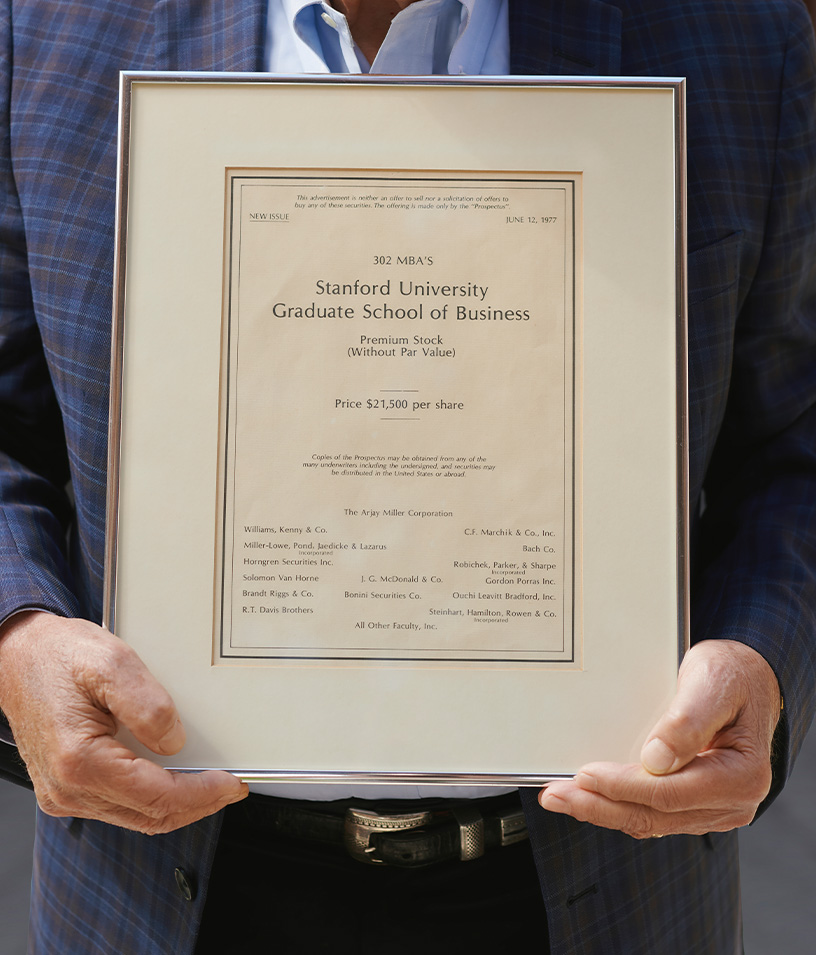 This advertisement is neither an offer to sell nor a solicitation of offers to
buy any of these securities. The offering is made only by the "Prospectus".
NEW ISSUE
JUNE 12, 1977
302 MBA'S
Stanford University
Graduate School of Business
Premium Stock
(Without Par Value)
Price $21,500 per share
Copies of the Prospectus may be obtained from any of the
many underwriters including the undersigned, and securities may
be distributed in the United States or abroad.
The Arjay Miller Corporation
Williams, Kenny & Co.
C.F. Marchik & Co., Inc.
Miller-Lowe, Pond, Jaedicke & Lazarus
Incorporated
Bach Co.
Horngren Securities Inc.
Robichek, Parker, & Sharpe
Incorporated
Solomon Van Horne
J. G. McDonald & Co.
Gordon Porras Inc.
Brandt Riggs & Co.
Bonini Securities Co.
Ouchi Leavitt Bradford, Inc.
R.T. Davis Brothers
Steinhart, Hamilton, Rowen & Co.
Incorporated
All Other Faculty, Inc.